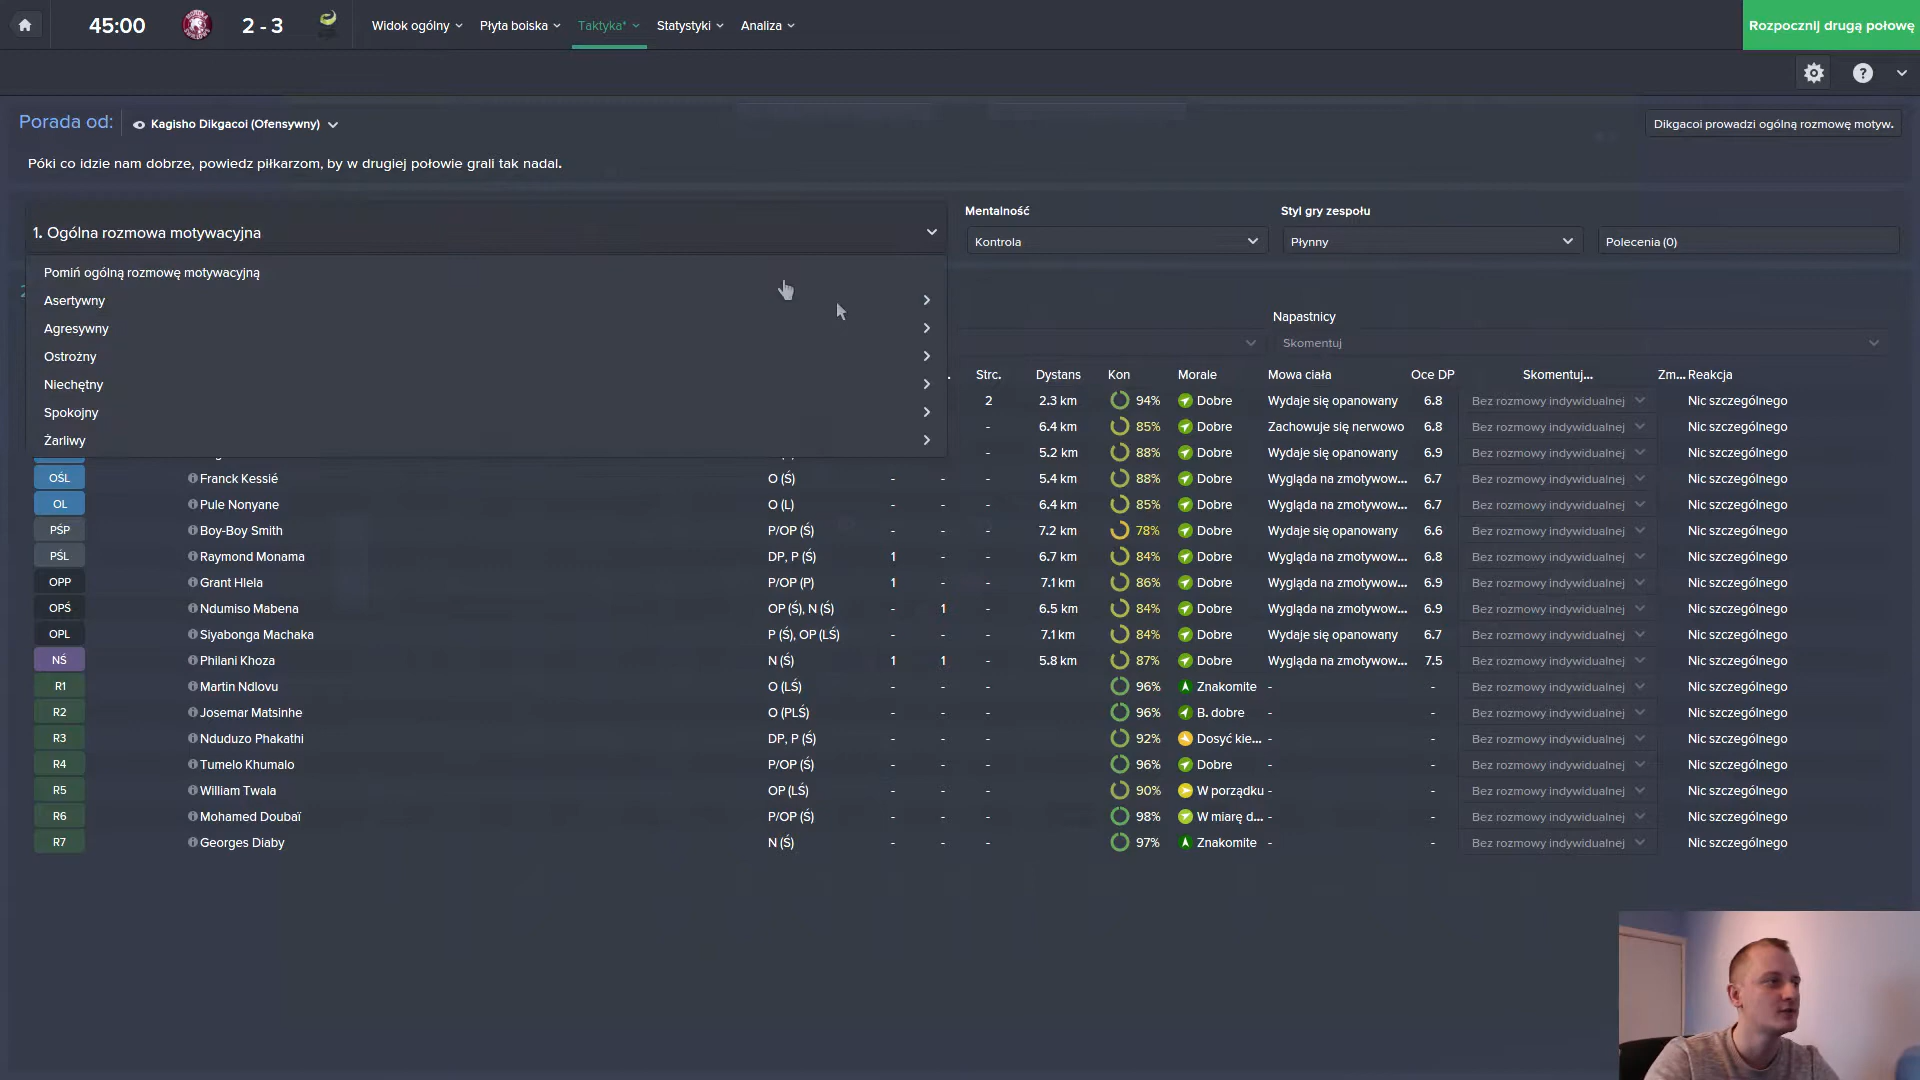 45:00 2 - 3 Widok ogólny Płyta boiska Taktyka* Statystyki Analiza Rozpocznij drugą połowę
Porada od: Kagisho Dikgacoi (Ofensywny) Dikgacoi prowadzi ogólną rozmowę motyw.
Póki co idzie nam dobrze, powiedz piłkarzom, by w drugiej połowie grali tak nadal.
Mentalność Styl gry zespołu
1. Ogólna rozmowa motywacyjna Kontrola Płynny Polecenia (0)
Pomiń ogólną rozmowę motywacyjną
Asertywny
Agresywny
Ostrożny
Niechętny
Spokojny
Żarliwy
Napastnicy
Skomentuj
Strc. Dystans Kon Morale Mowa ciała Oce DP Skomentuj... Zm... Reakcja
2 2.3 km 94% Dobre Wydaje się opanowany 6.8 Bez rozmowy indywidualnej Nic szczególnego
- 6.4 km 85% Dobre Zachowuje się nerwowo 6.8 Bez rozmowy indywidualnej Nic szczególnego
- 5.2 km 88% Dobre Wydaje się opanowany 6.9 Bez rozmowy indywidualnej Nic szczególnego
OŚL Franck Kessié O (Ś) - - - 5.4 km 88% Dobre Wygląda na zmotywow... 6.7 Bez rozmowy indywidualnej Nic szczególnego
OL Pule Nonyane O (L) - - - 6.4 km 85% Dobre Wygląda na zmotywow... 6.7 Bez rozmowy indywidualnej Nic szczególnego
PŚP Boy-Boy Smith P/OP (Ś) - - - 7.2 km 78% Dobre Wydaje się opanowany 6.6 Bez rozmowy indywidualnej Nic szczególnego
PŚL Raymond Monama DP, P (Ś) 1 - - 6.7 km 84% Dobre Wygląda na zmotywow... 6.8 Bez rozmowy indywidualnej Nic szczególnego
OPP Grant Hlela P/OP (P) 1 - - 7.1 km 86% Dobre Wygląda na zmotywow... 6.9 Bez rozmowy indywidualnej Nic szczególnego
OPŚ Ndumiso Mabena OP (Ś), N (Ś) - 1 - 6.5 km 84% Dobre Wygląda na zmotywow... 6.9 Bez rozmowy indywidualnej Nic szczególnego
OPL Siyabonga Machaka P (Ś), OP (LŚ) - - - 7.1 km 84% Dobre Wydaje się opanowany 6.7 Bez rozmowy indywidualnej Nic szczególnego
NŚ Philani Khoza N (Ś) 1 1 - 5.8 km 87% Dobre Wygląda na zmotywow... 7.5 Bez rozmowy indywidualnej Nic szczególnego
R1 Martin Ndlovu O (LŚ) - - - 96% Znakomite - - Bez rozmowy indywidualnej Nic szczególnego
R2 Josemar Matsinhe O (PLŚ) - - - 96% B. dobre - - Bez rozmowy indywidualnej Nic szczególnego
R3 Nduduzo Phakathi DP, P (Ś) - - - 92% Dosyć kie... - - Bez rozmowy indywidualnej Nic szczególnego
R4 Tumelo Khumalo P/OP (Ś) - - - 96% Dobre - - Bez rozmowy indywidualnej Nic szczególnego
R5 William Twala OP (LŚ) - - - 90% W porządku - - Bez rozmowy indywidualnej Nic szczególnego
R6 Mohamed Doubaï P/OP (Ś) - - - 98% W miarę d... - - Bez rozmowy indywidualnej Nic szczególnego
R7 Georges Diaby N (Ś) - - - 97% Znakomite - - Bez rozmowy indywidualnej Nic szczególnego